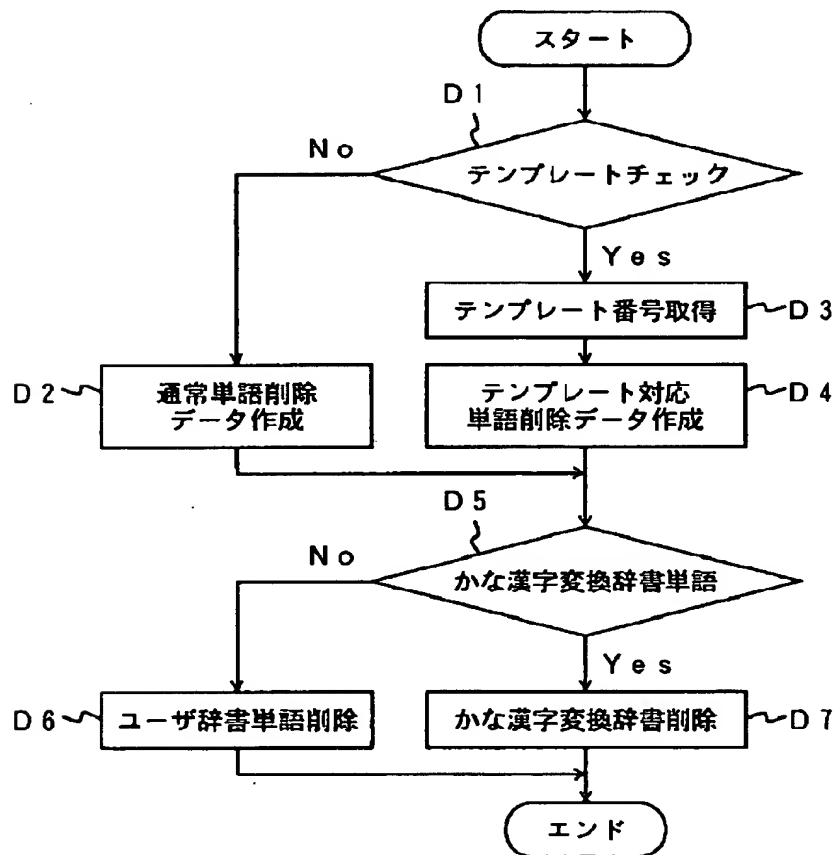 スタート
D1
No
テンプレートチェック
Yes
テンプレート番号取得
D3
D2
通常単語削除
データ作成
テンプレート対応
単語削除データ作成
D4
D5
No
かな漢字変換辞書単語
Yes
D6
ユーザ辞書単語削除
かな漢字変換辞書削除
D7
エンド